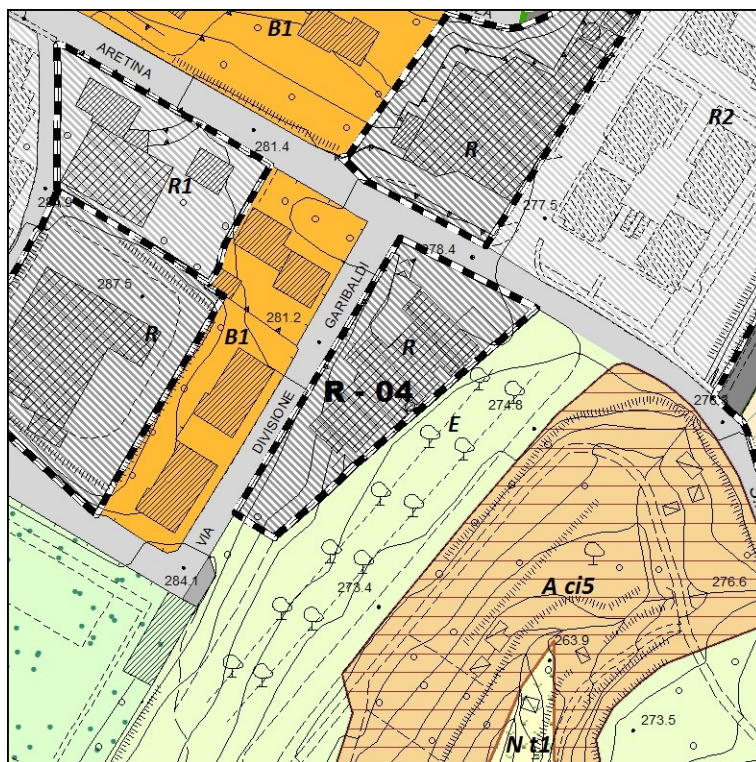 B1
ARETINA
R2
281.4
R
R1
277.5
278.4
287.5
GARIBALDI
281.2
R
B1
R
R - 04
E
274.8
DIVISIONE
VIA
284.1
273.4
A ci5
276.6
263.9
273.5
N t1